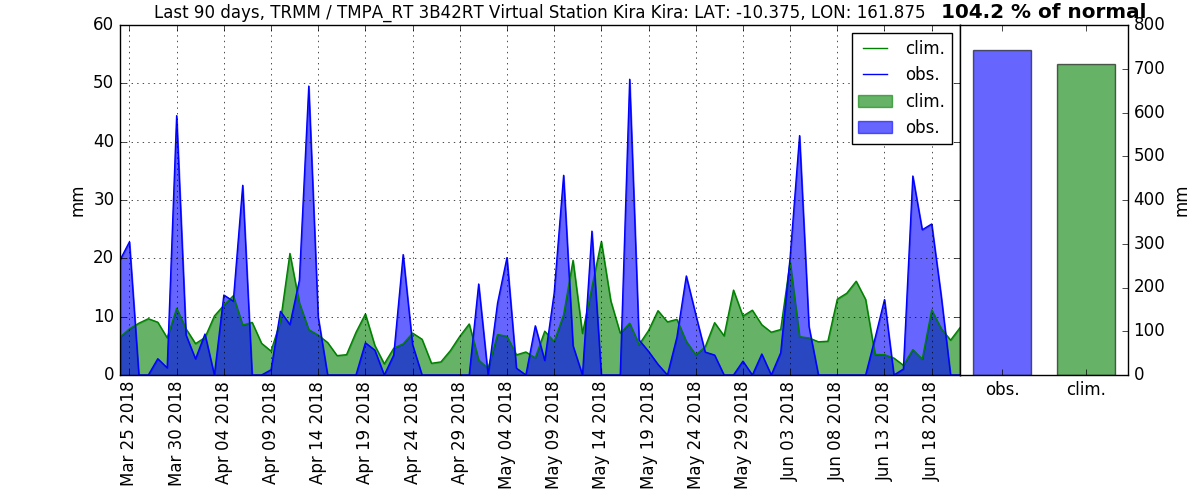 Last 90 days, TRMM / TMPA_RT 3B42RT Virtual Station Kira Kira: LAT: -10.375, LON: 161.875 104.2 % of normal
60
50
40
30
20
10
0
mm
clim.
obs.
clim.
obs.
800
700
600
500
400
300
200
100
0
mm
Mar 25 2018
Mar 30 2018
Apr 04 2018
Apr 09 2018
Apr 14 2018
Apr 19 2018
Apr 24 2018
Apr 29 2018
May 04 2018
May 09 2018
May 14 2018
May 19 2018
May 24 2018
May 29 2018
Jun 03 2018
Jun 08 2018
Jun 13 2018
Jun 18 2018
obs.
clim.